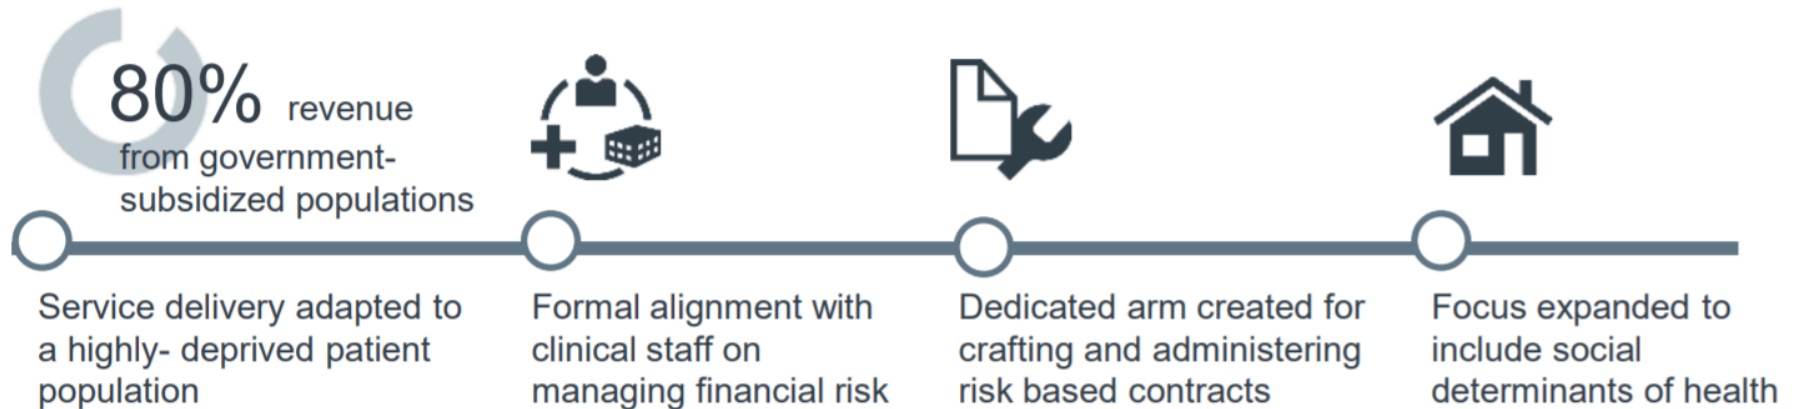 80% revenue
from government-
subsidized populations
Service delivery adapted to
a highly- deprived patient
population
Formal alignment with
clinical staff on
managing financial risk
Dedicated arm created for
crafting and administering
risk based contracts
Focus expanded to
include social
determinants of health